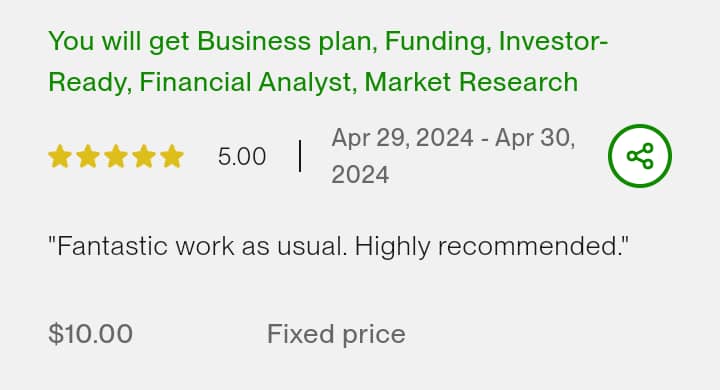 You will get Business plan, Funding, Investor-
Ready, Financial Analyst, Market Research
5.00
Apr 29, 2024 - Apr 30,
2024
"Fantastic work as usual. Highly recommended."
$10.00 Fixed price